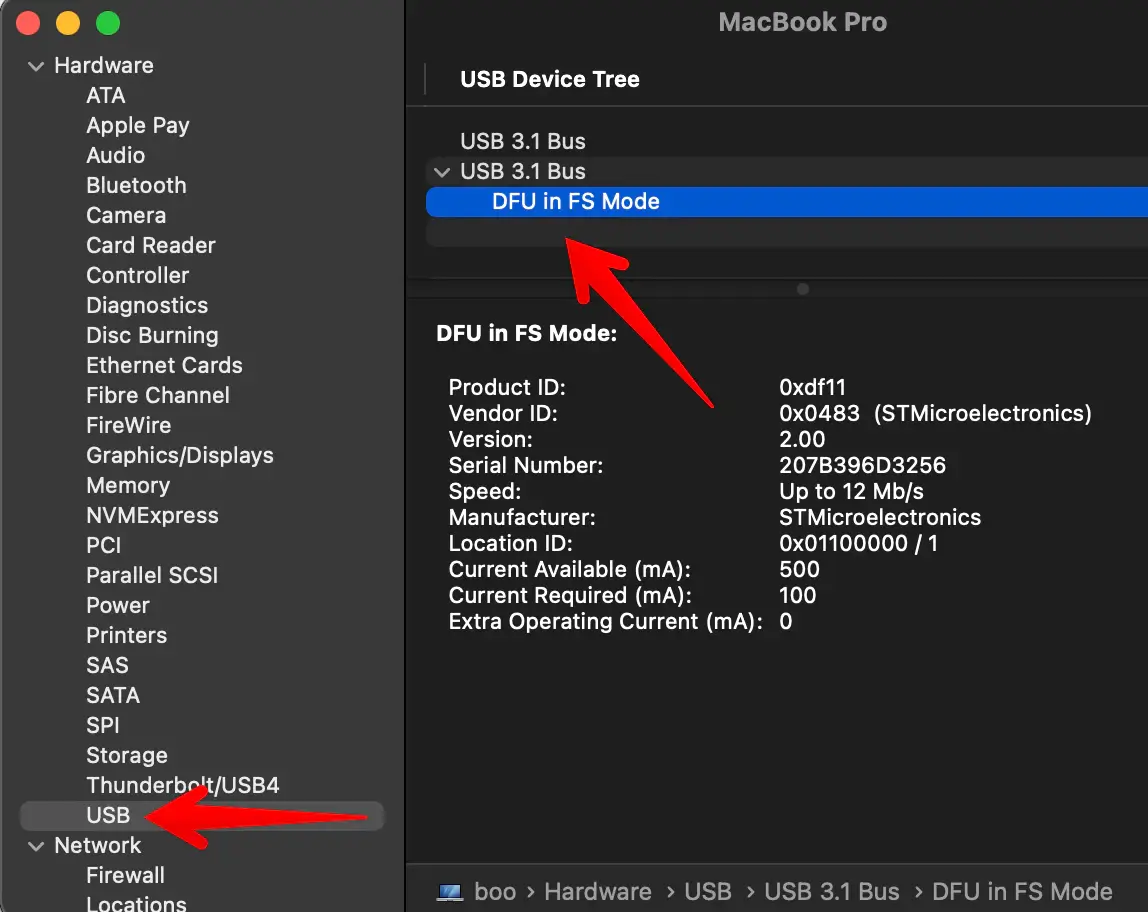 MacBook Pro
Hardware
ATA
Apple Pay
Audio
Bluetooth
Camera
Card Reader
Controller
Diagnostics
Disc Burning
Ethernet Cards
Fibre Channel
FireWire
Graphics/Displays
Memory
NVMExpress
PCI
Parallel SCSI
Power
Printers
SAS
SATA
SPI
Storage
Thunderbolt/USB4
USB
Network
Firewall
Locations
USB Device Tree
USB 3.1 Bus
USB 3.1 Bus
DFU in FS Mode
DFU in FS Mode:
Product ID: 0xdf11
Vendor ID: 0x0483 (STMicroelectronics)
Version: 2.00
Serial Number: 207B396D3256
Speed: Up to 12 Mb/s
Manufacturer: STMicroelectronics
Location ID: 0x01100000 / 1
Current Available (mA): 500
Current Required (mA): 100
Extra Operating Current (mA): 0
boo › Hardware › USB › USB 3.1 Bus › DFU in FS Mode